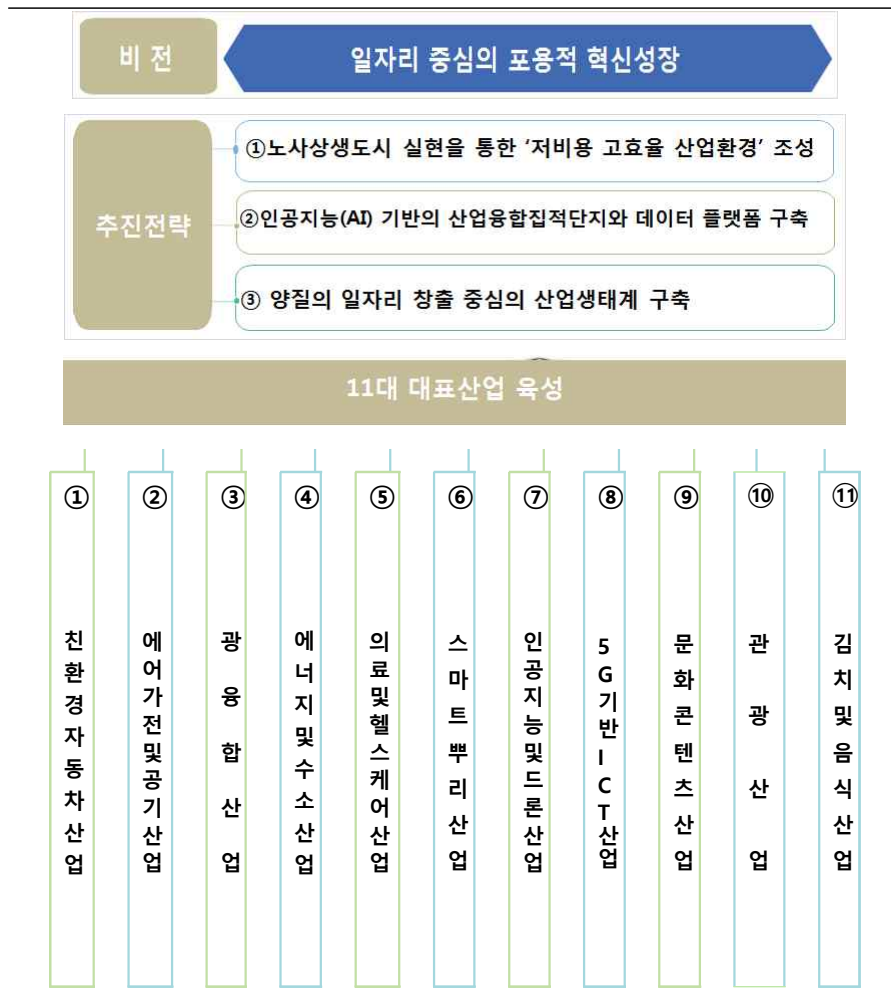 비 전
일자리 중심의 포용적 혁신성장
추진전략
①노사상생도시 실현을 통한 ‘저비용 고효율 산업환경’ 조성
②인공지능(AI) 기반의 산업융합집적단지와 데이터 플랫폼 구축
③ 양질의 일자리 창출 중심의 산업생태계 구축
11대 대표산업 육성
①
친환경자동차산업
②
에어가전및공기산업
③
광융합산업
④
에너지및수소산업
⑤
의료및헬스케어산업
⑥
스마트뿌리산업
⑦
인공지능및드론산업
⑧
5G기반ICT산업
⑨
문화콘텐츠산업
⑩
관광산업
⑪
김치및음식산업